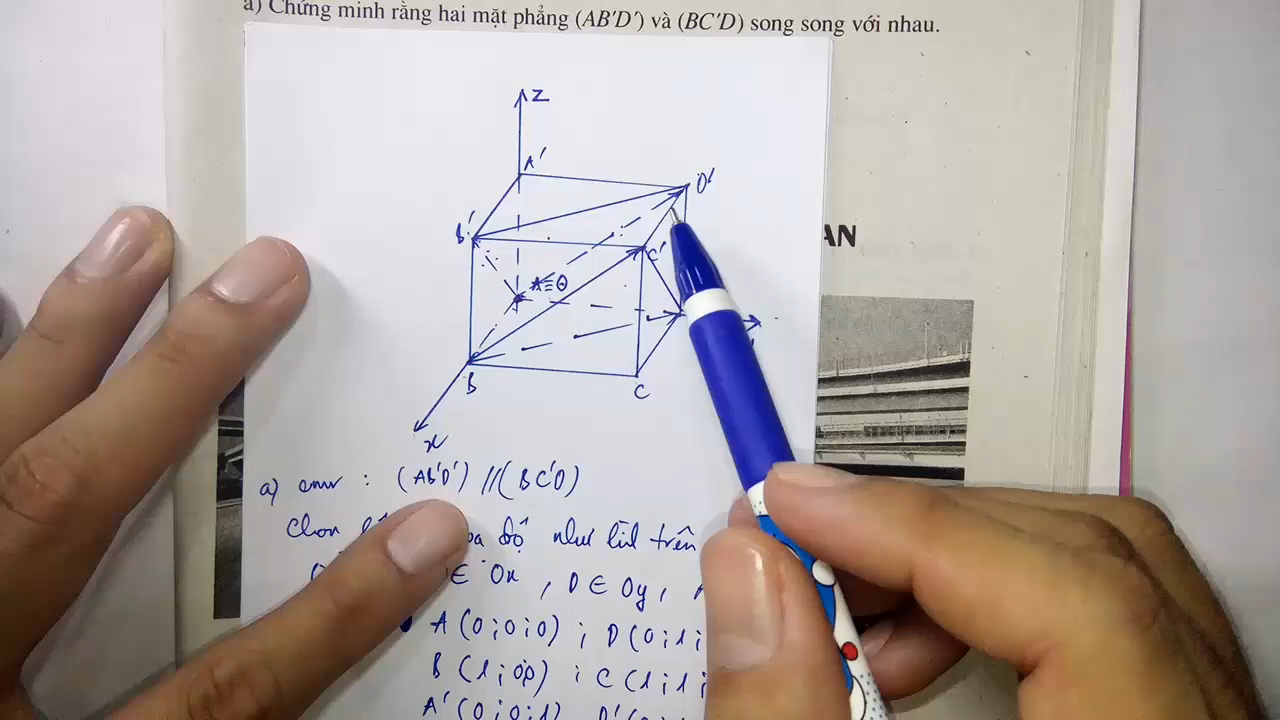 a) Chứng minh rằng hai mặt phẳng (AB'D') và (BC'D) song song với nhau.
Z
A'
D'
B'
C'
AN
A≡O
B
C
x
a) cmr : (AB'D') // (BC'D)
Chọn độ như hình trên
∈ Ox , D ∈ Oy ,
A (0;0;0) ; D (0;1;
B (1;0;0) ; C (1;1;
A' (0;0;1) D' (0;